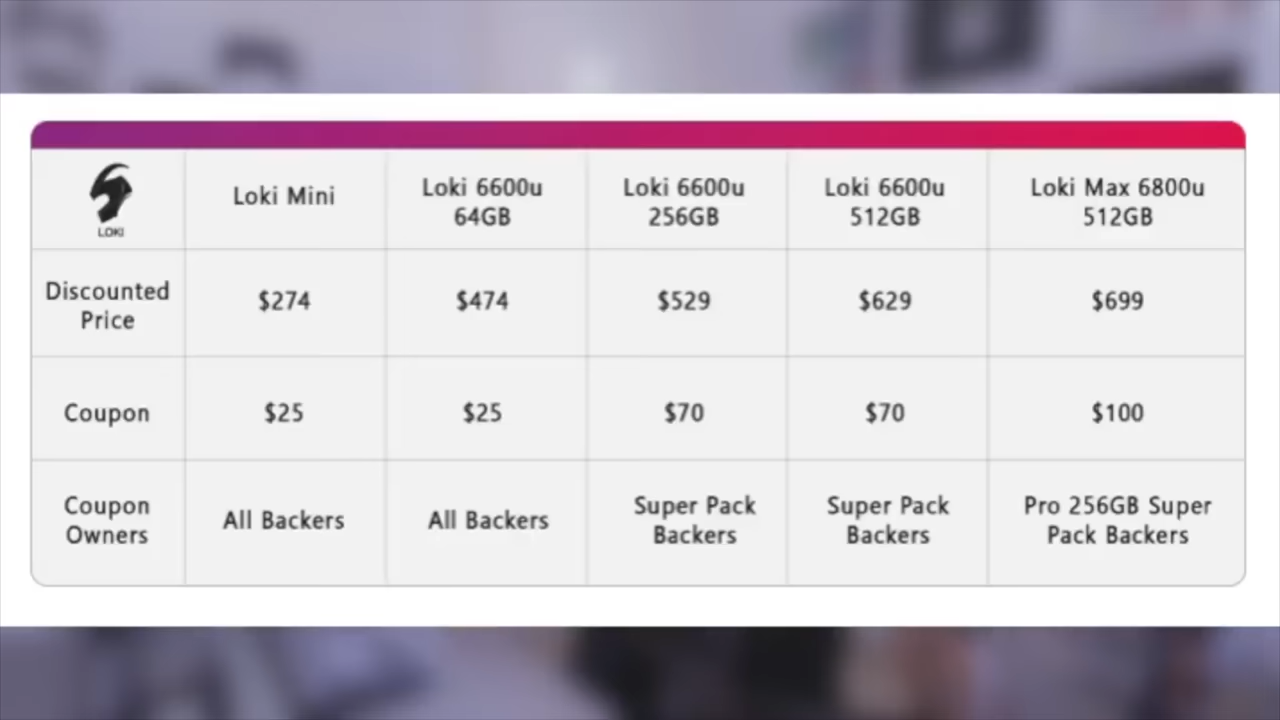 LOKI
Loki Mini
Loki 6600u
64GB
Loki 6600u
256GB
Loki 6600u
512GB
Loki Max 6800u
512GB
Discounted
Price
$274
$474
$529
$629
$699
Coupon
$25
$25
$70
$70
$100
Coupon
Owners
All Backers
All Backers
Super Pack
Backers
Super Pack
Backers
Pro 256GB Super
Pack Backers